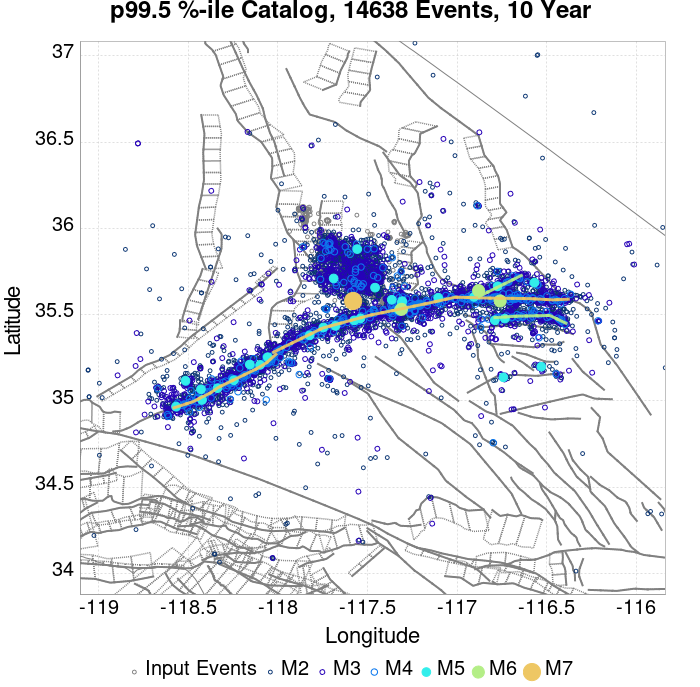 p99.5 %-ile Catalog, 14638 Events, 10 Year
37
36.5
36
35.5
35
34.5
34
Latitude
-119 -118.5 -118 -117.5 -117 -116.5 -116
Longitude
Input Events M2 M3 M4 M5 M6 M7